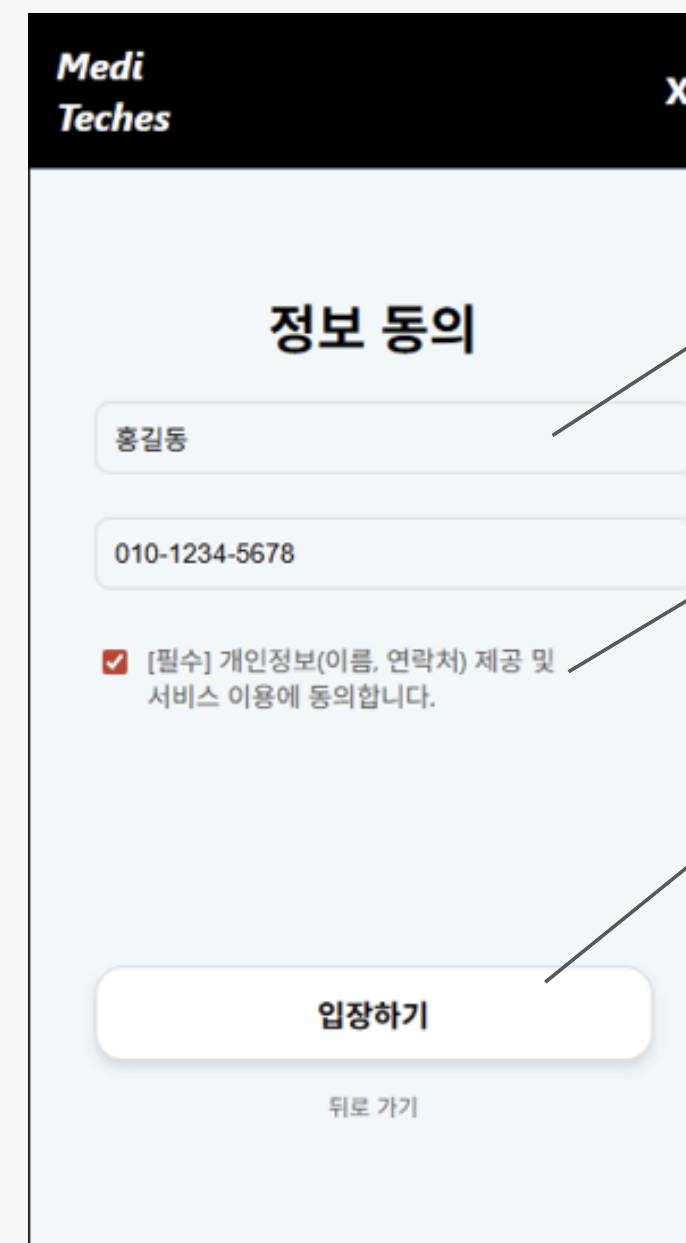 Medi
Teches
X
정보 동의
홍길동
010-1234-5678
[필수] 개인정보(이름, 연락처) 제공 및
서비스 이용에 동의합니다.
입장하기
뒤로 가기